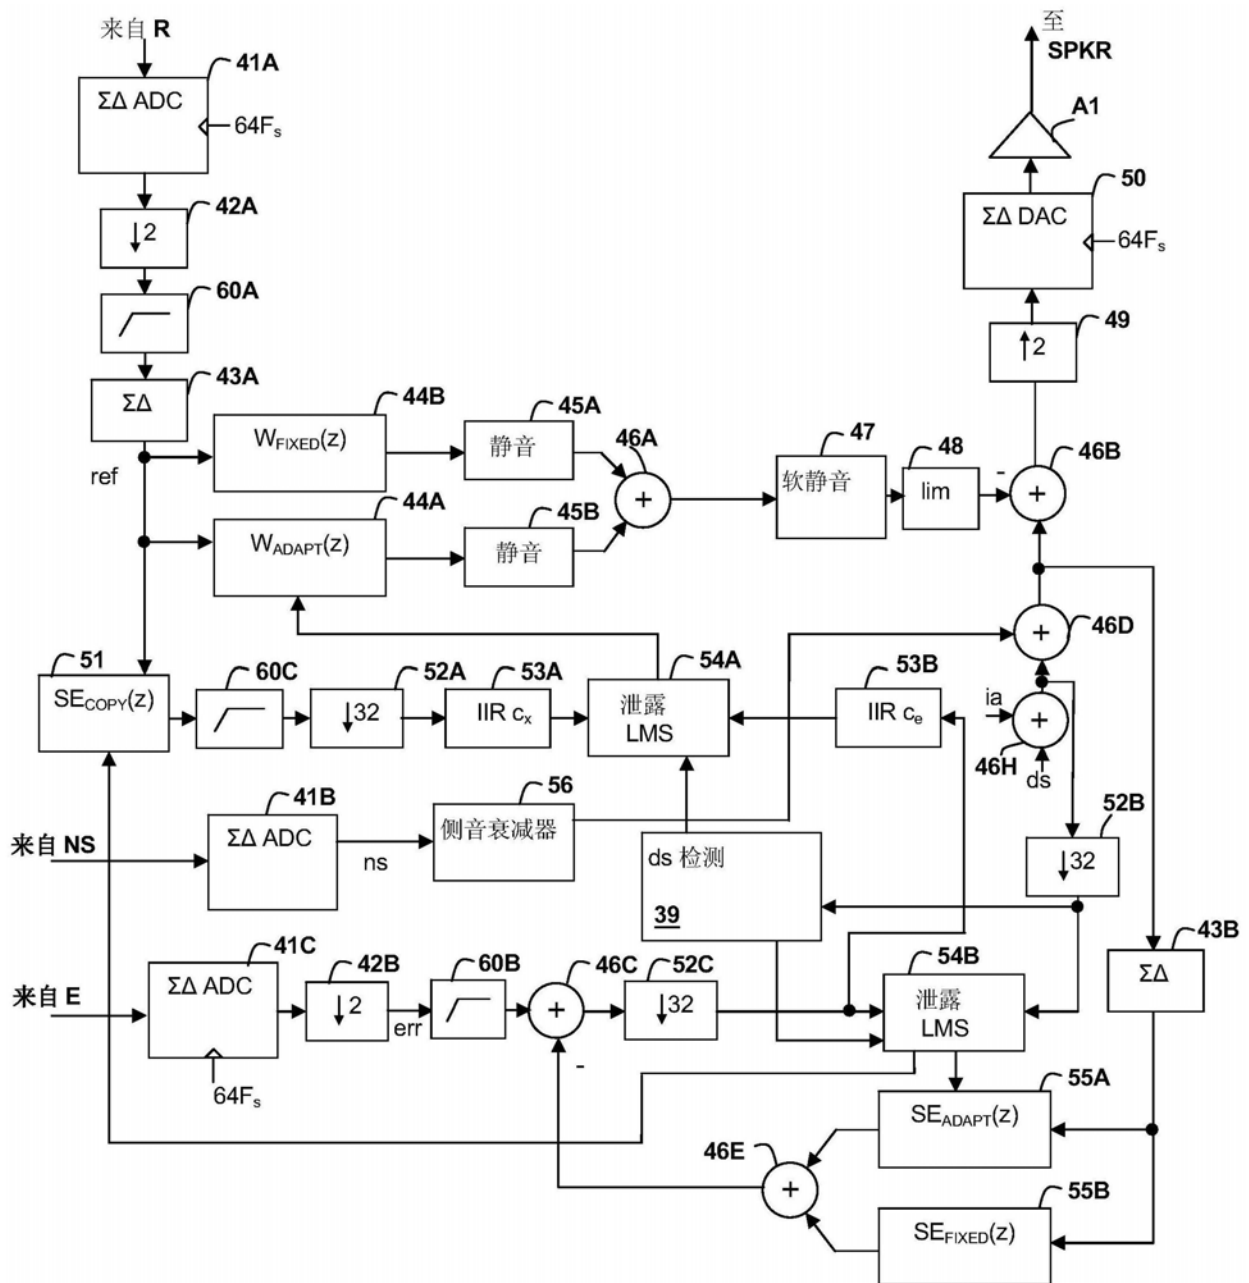 来自 R
41A
ΣΔ ADC
64Fs
42A
↓2
60A
43A
ΣΔ
ref
至
SPKR
A1
50
ΣΔ DAC
64Fs
49
↑2
44B
WFIXED(z)
45A
静音
46A
+
47
软静音
48
lim
-
46B
+
44A
WADAPT(z)
45B
静音
46D
+
51
SECOPY(z)
60C
52A
↓32
53A
IIR cx
54A
泄露
LMS
53B
IIR ce
ia
+
46H
ds
41B
ΣΔ ADC
来自 NS
ns
56
侧音衰减器
ds 检测
39
52B
↓32
43B
ΣΔ
41C
ΣΔ ADC
来自 E
64Fs
42B
↓2
err
60B
46C
+
-
52C
↓32
54B
泄露
LMS
55A
SEADAPT(z)
46E
+
55B
SEFIXED(z)